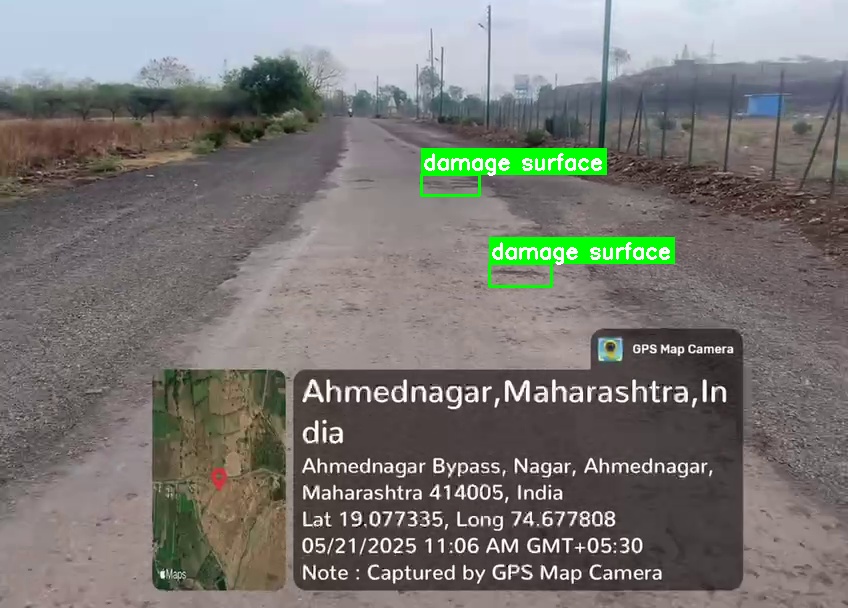 damage surface
damage surface
GPS Map Camera
Ahmednagar,Maharashtra,In
dia
Ahmednagar Bypass, Nagar, Ahmednagar,
Maharashtra 414005, India
Lat 19.077335, Long 74.677808
05/21/2025 11:06 AM GMT+05:30
Note : Captured by GPS Map Camera
Maps